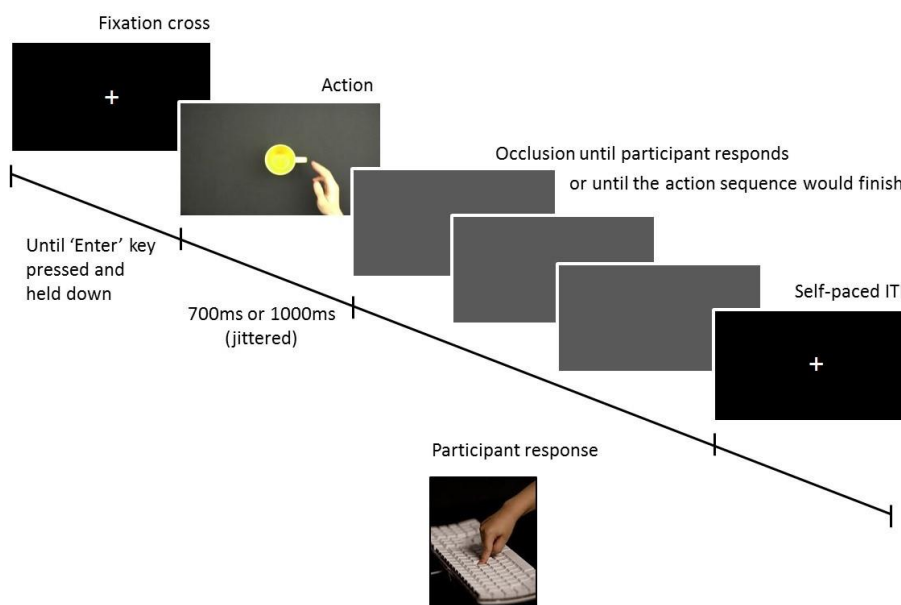 Fixation cross
Action
Occlusion until participant responds
or until the action sequence would finish
Until ‘Enter’ key
pressed and
held down
700ms or 1000ms
(jittered)
Self-paced IT
Participant response